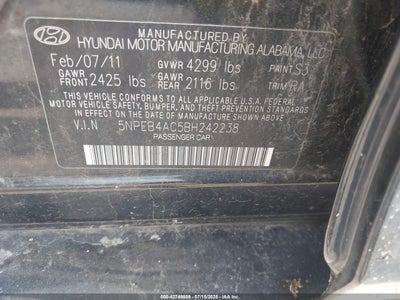 MANUFACTURED BY
HYUNDAI MOTOR MANUFACTURING ALABAMA, LLC
Feb/07/11 GVWR 4299 lbs PAINT S3
GAWR FRONT 2425 lbs GAWR REAR 2116 lbs TRIM RA
THIS VEHICLE CONFORMS TO ALL APPLICABLE U.S. FEDERAL
MOTOR VEHICLE SAFETY, BUMPER, AND THEFT PREVENTION STANDARDS
IN EFFECT ON THE DATE OF MANUFACTURE SHOWN ABOVE.
V.I.N 5NPEB4AC5BH242238
PASSENGER CAR
000-42748559 - 07/15/2025 - IAA, Inc.